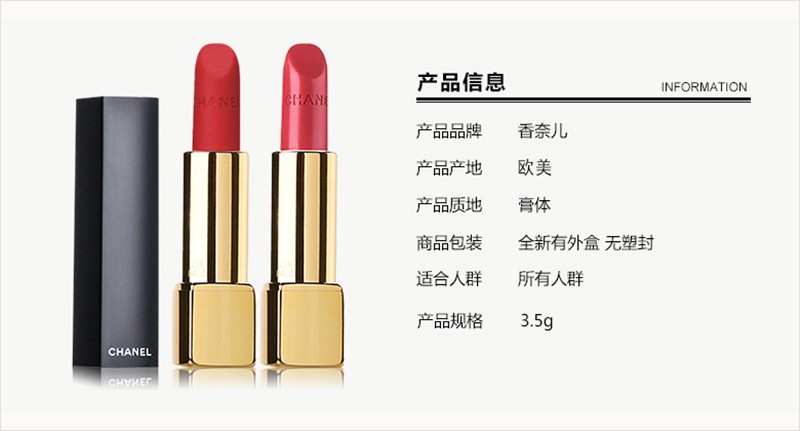 产品信息 INFORMATION
产品品牌 香奈儿
产品产地 欧美
产品质地 膏体
商品包装 全新有外盒 无塑封
适合人群 所有人群
产品规格 3.5g
CHANEL
CHANE
CHANEL